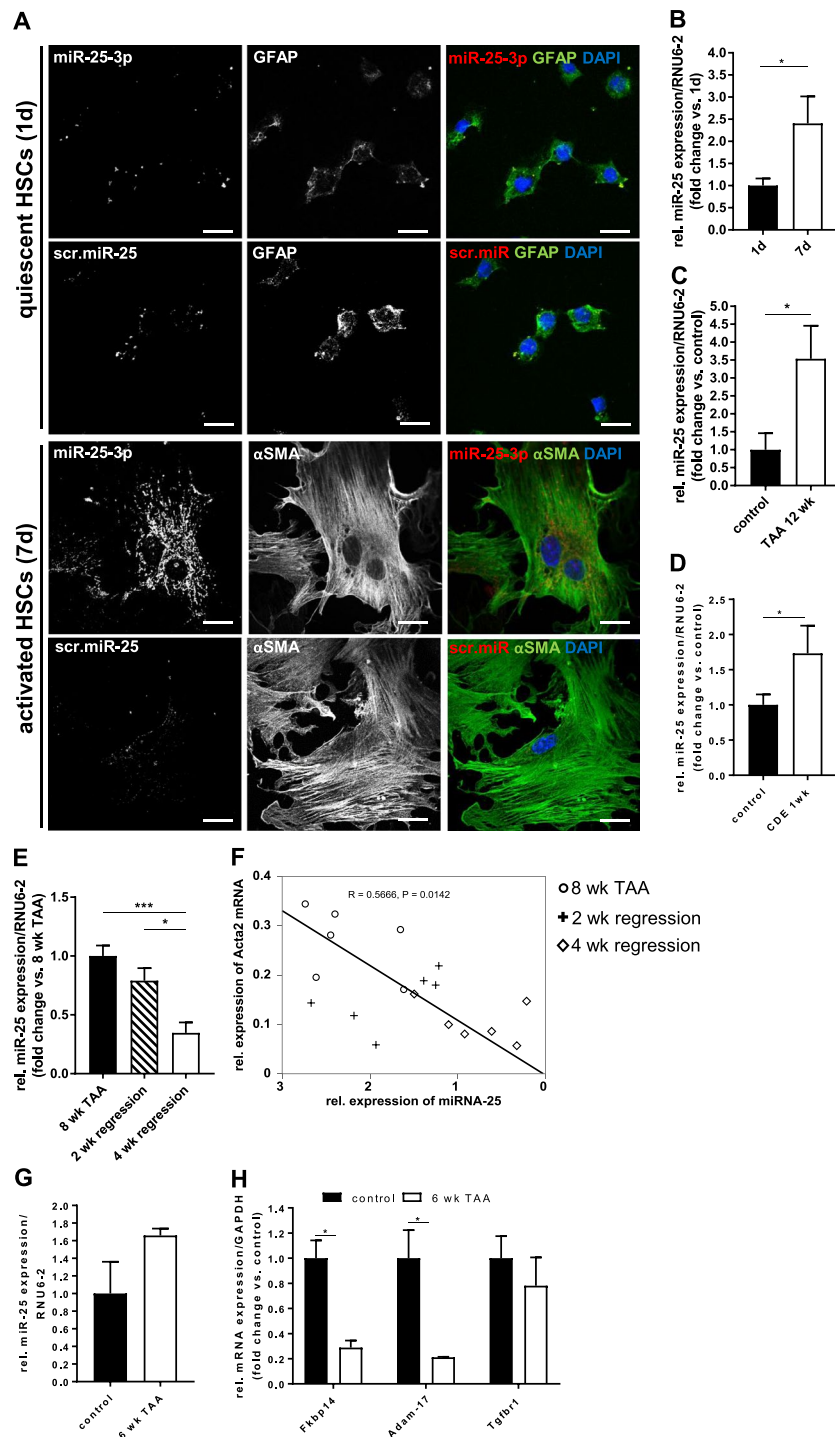 A
quiescent HSCs (1d)
miR-25-3p
GFAP
miR-25-3p GFAP DAPI
scr.miR-25
GFAP
scr.miR GFAP DAPI
activated HSCs (7d)
miR-25-3p
αSMA
miR-25-3p αSMA DAPI
scr.miR-25
αSMA
scr.miR αSMA DAPI
B
rel. miR-25 expression/RNU6-2
(fold change vs. 1d)
4.0
3.5
3.0
2.5
2.0
1.5
1.0
0.5
0.0
*
1d
7d
C
rel. miR-25 expression/RNU6-2
(fold change vs. control)
5.0
4.5
4.0
3.5
3.0
2.5
2.0
1.5
1.0
0.5
0.0
*
control
TAA 12 wk
D
rel. miR-25 expression/RNU6-2
(fold change vs. control)
2.5
2.0
1.5
1.0
0.5
0.0
*
control
CDE 1wk
E
rel. miR-25 expression/RNU6-2
(fold change vs. 8 wk TAA)
1.5
1.0
0.5
0.0
***
*
8 wk TAA
2 wk regression
4 wk regression
F
rel. expression of Acta2 mRNA
0.4
0.3
0.2
0.1
0
R = 0.5666, P = 0.0142
3
2
1
0
rel. expression of miRNA-25
8 wk TAA
2 wk regression
4 wk regression
G
rel. miR-25 expression/
RNU6-2
2.0
1.8
1.6
1.4
1.2
1.0
0.8
0.6
0.4
0.2
0.0
control
6 wk TAA
H
control
6 wk TAA
rel. mRNA expression/GAPDH
(fold change vs. control)
1.4
1.2
1.0
0.8
0.6
0.4
0.2
0.0
*
*
Fkbp14
Adam-17
Tgfbr1